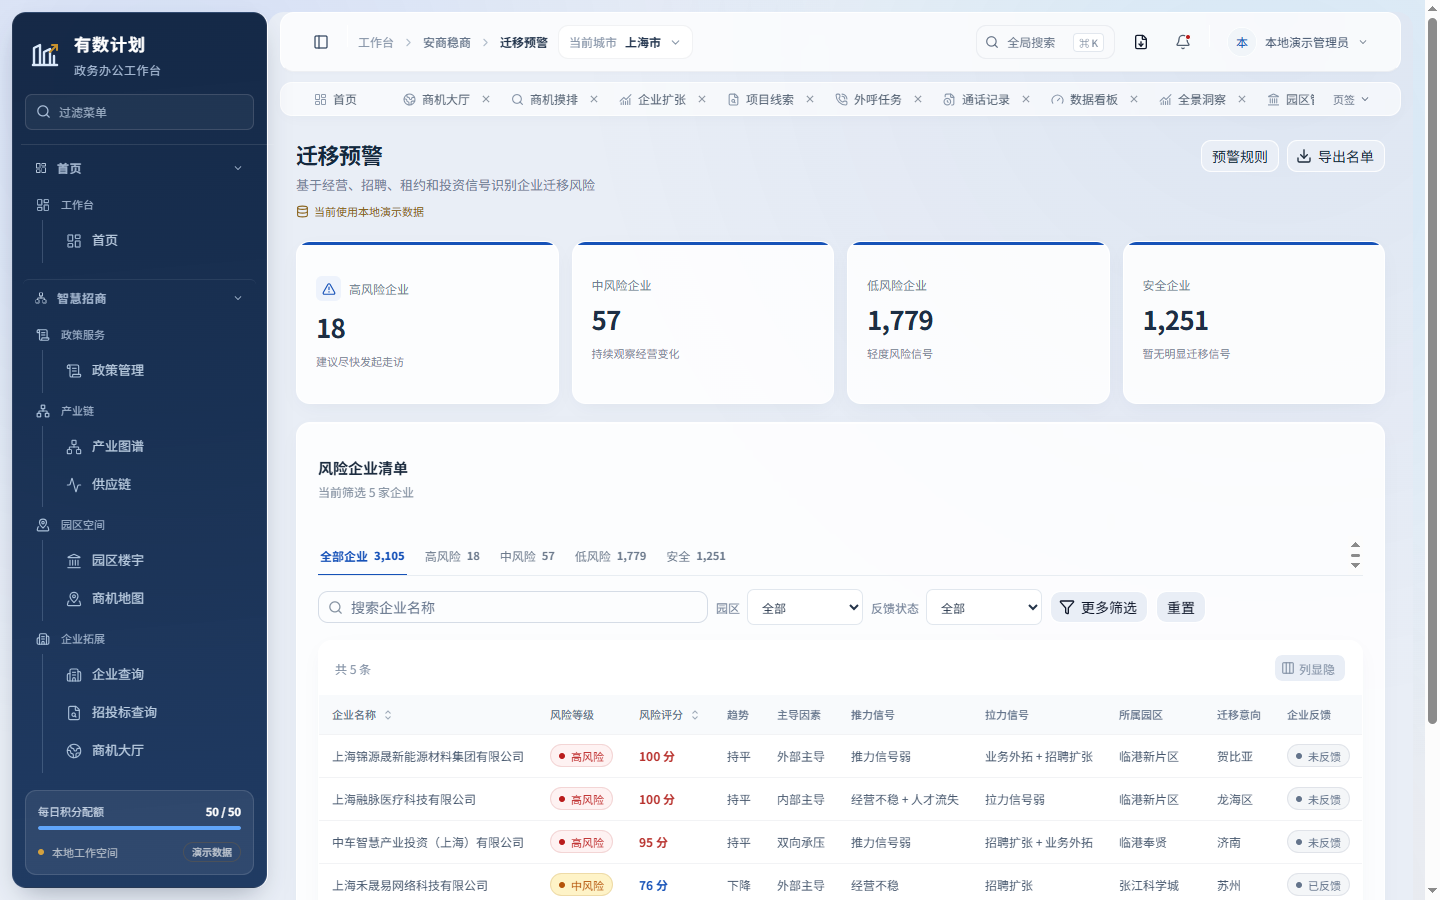 有数计划
政务办公工作台
过滤菜单
首页
工作台
首页
智慧招商
政策服务
政策管理
产业链
产业图谱
供应链
园区空间
园区楼宇
商机地图
企业拓展
企业查询
招投标查询
商机大厅
每日积分配额 50 / 50
本地工作空间 演示数据
工作台 安商稳商 迁移预警 当前城市 上海市 全局搜索 ⌘K 本 本地演示管理员
首页 商机大厅 商机摸排 企业扩张 项目线索 外呼任务 通话记录 数据看板 全景洞察 园区 页签
迁移预警
基于经营、招聘、租约和投资信号识别企业迁移风险
当前使用本地演示数据
预警规则 导出名单
高风险企业
18
建议尽快发起走访
中风险企业
57
持续观察经营变化
低风险企业
1,779
轻度风险信号
安全企业
1,251
暂无明显迁移信号
风险企业清单
当前筛选 5 家企业
全部企业 3,105 高风险 18 中风险 57 低风险 1,779 安全 1,251
搜索企业名称 园区 全部 反馈状态 全部 更多筛选 重置
共 5 条 列显隐
企业名称 风险等级 风险评分 趋势 主导因素 推力信号 拉力信号 所属园区 迁移意向 企业反馈
上海锦源晟新能源材料集团有限公司 高风险 100 分 持平 外部主导 推力信号弱 业务外拓 + 招聘扩张 临港新片区 贺比亚 未反馈
上海融脉医疗科技有限公司 高风险 100 分 持平 内部主导 经营不稳 + 人才流失 拉力信号弱 临港新片区 龙海区 未反馈
中车智慧产业投资（上海）有限公司 高风险 95 分 持平 双向承压 推力信号弱 招聘扩张 + 业务外拓 临港奉贤 济南 未反馈
上海禾晟易网络科技有限公司 中风险 76 分 下降 外部主导 经营不稳 招聘扩张 张江科学城 苏州 已反馈